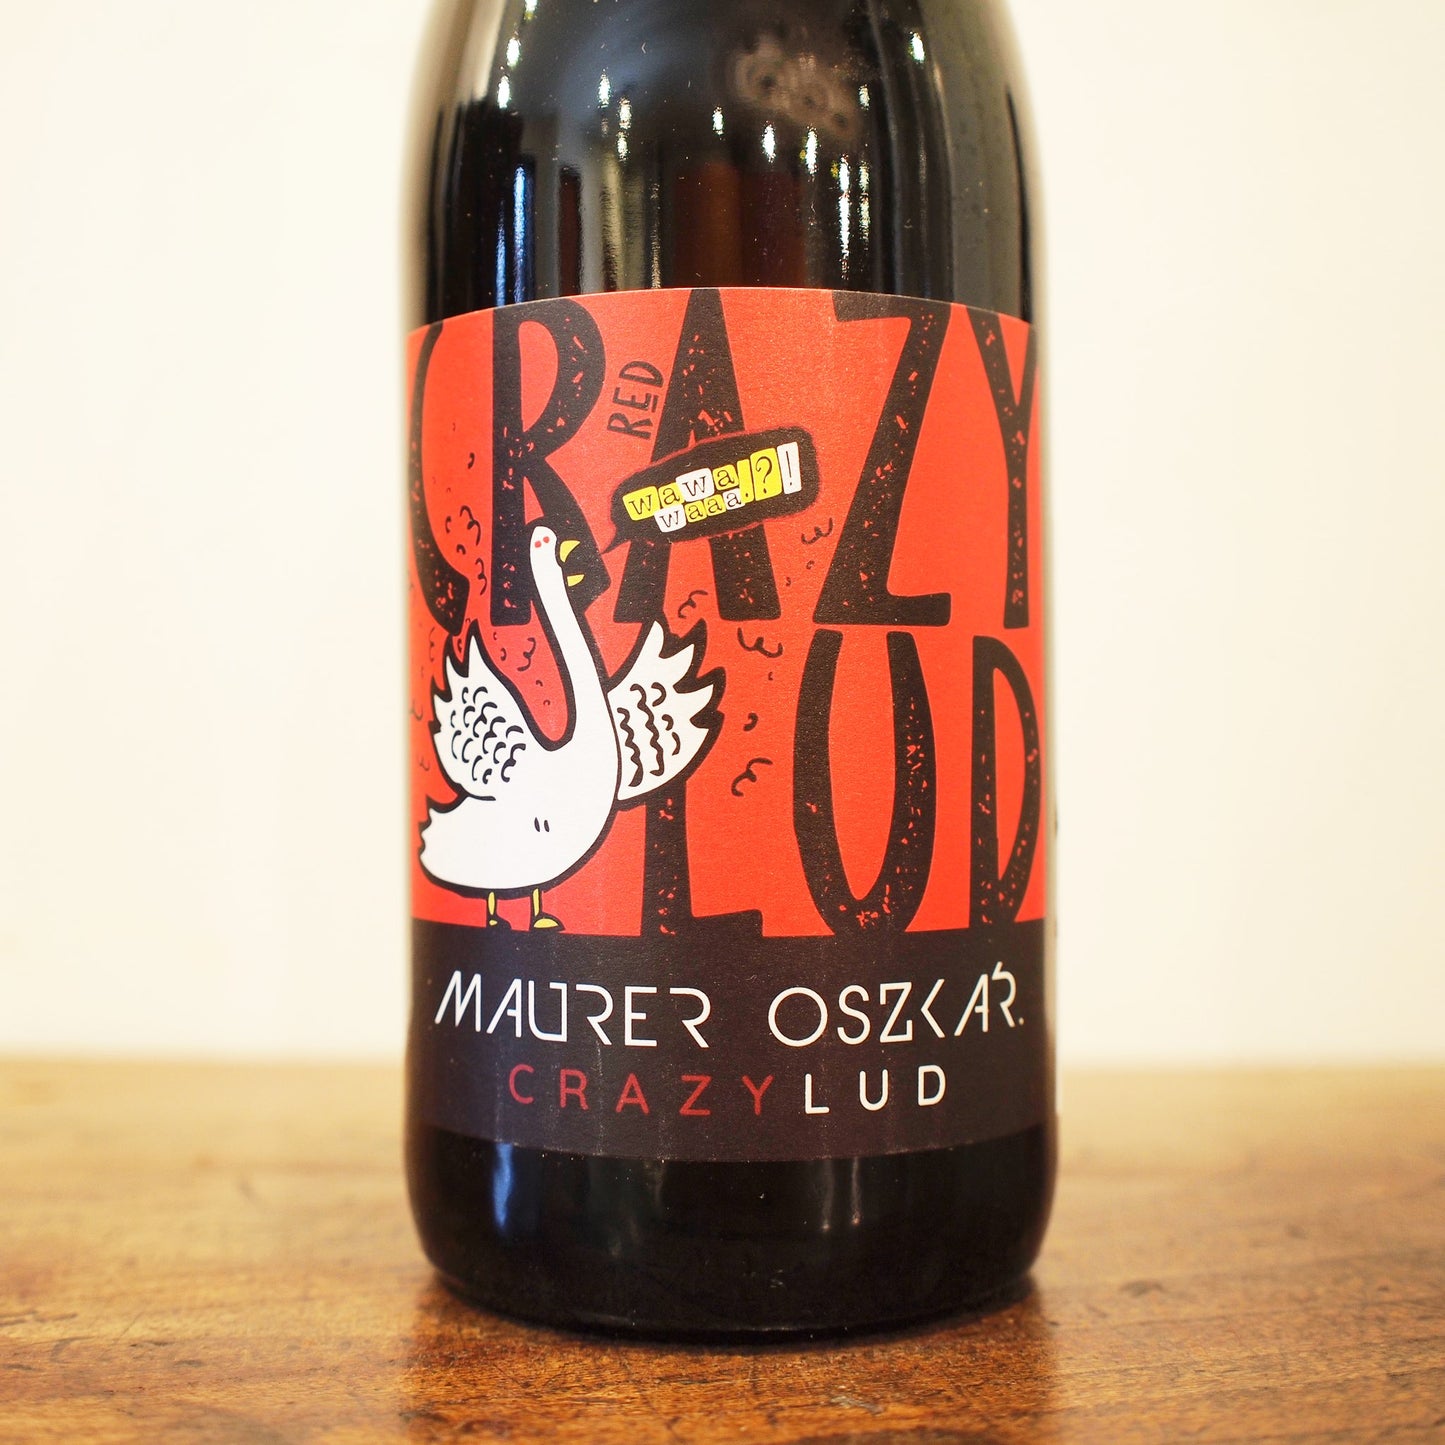 CRAZY
RED
wawa
waaa.?!
LUD
MAURER OSZKÁR.
CRAZYLUD